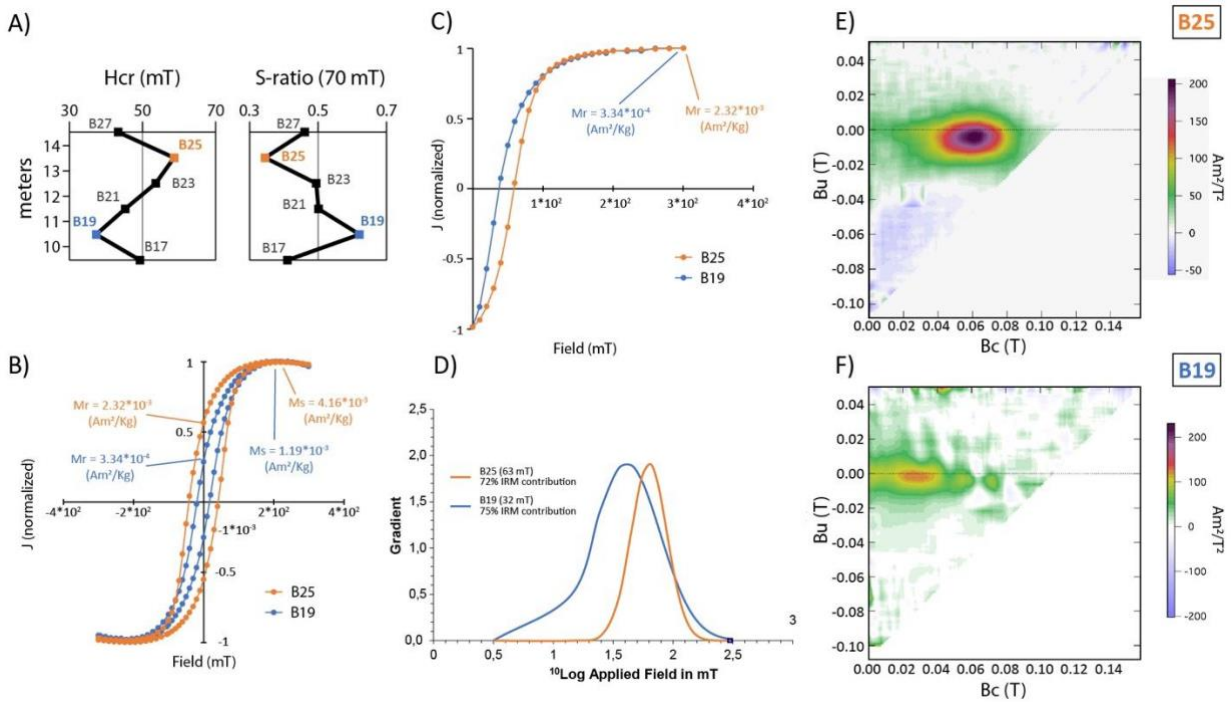 A)
Hcr (mT)
S-ratio (70 mT)
30 50 70
0.3 0.5 0.7
meters
14
13
12
11
10
B27
B25
B23
B21
B19
B17
B27
B25
B23
B21
B19
B17
B)
J (normalized)
1
0.5
-0.5
-1
-4*10²
-2*10²
-1*10⁻³
2*10²
4*10²
Mr = 2.32*10⁻³
(Am²/Kg)
Mr = 3.34*10⁻⁴
(Am²/Kg)
Ms = 4.16*10⁻³
(Am²/Kg)
Ms = 1.19*10⁻³
(Am²/Kg)
B25
B19
Field (mT)
C)
J (normalized)
1
0.5
0
-0.5
-1
1*10²
2*10²
3*10²
4*10²
Mr = 3.34*10⁻⁴
(Am²/Kg)
Mr = 2.32*10⁻³
(Am²/Kg)
B25
B19
Field (mT)
D)
Gradient
2,5
2,0
1,5
1,0
0,5
0,0
B25 (63 mT)
72% IRM contribution
B19 (32 mT)
75% IRM contribution
0 0,5 1 1,5 2 2,5
3
¹⁰Log Applied Field in mT
E)
B25
Bu (T)
0.04
0.02
0.00
-0.02
-0.04
-0.06
-0.08
-0.10
0.00 0.02 0.04 0.06 0.08 0.10 0.12 0.14
Bc (T)
200
150
100
50
0
-50
Am²/T²
F)
B19
Bu (T)
0.04
0.02
0.00
-0.02
-0.04
-0.06
-0.08
-0.10
0.00 0.02 0.04 0.06 0.08 0.10 0.12 0.14
Bc (T)
200
100
0
-100
-200
Am²/T²